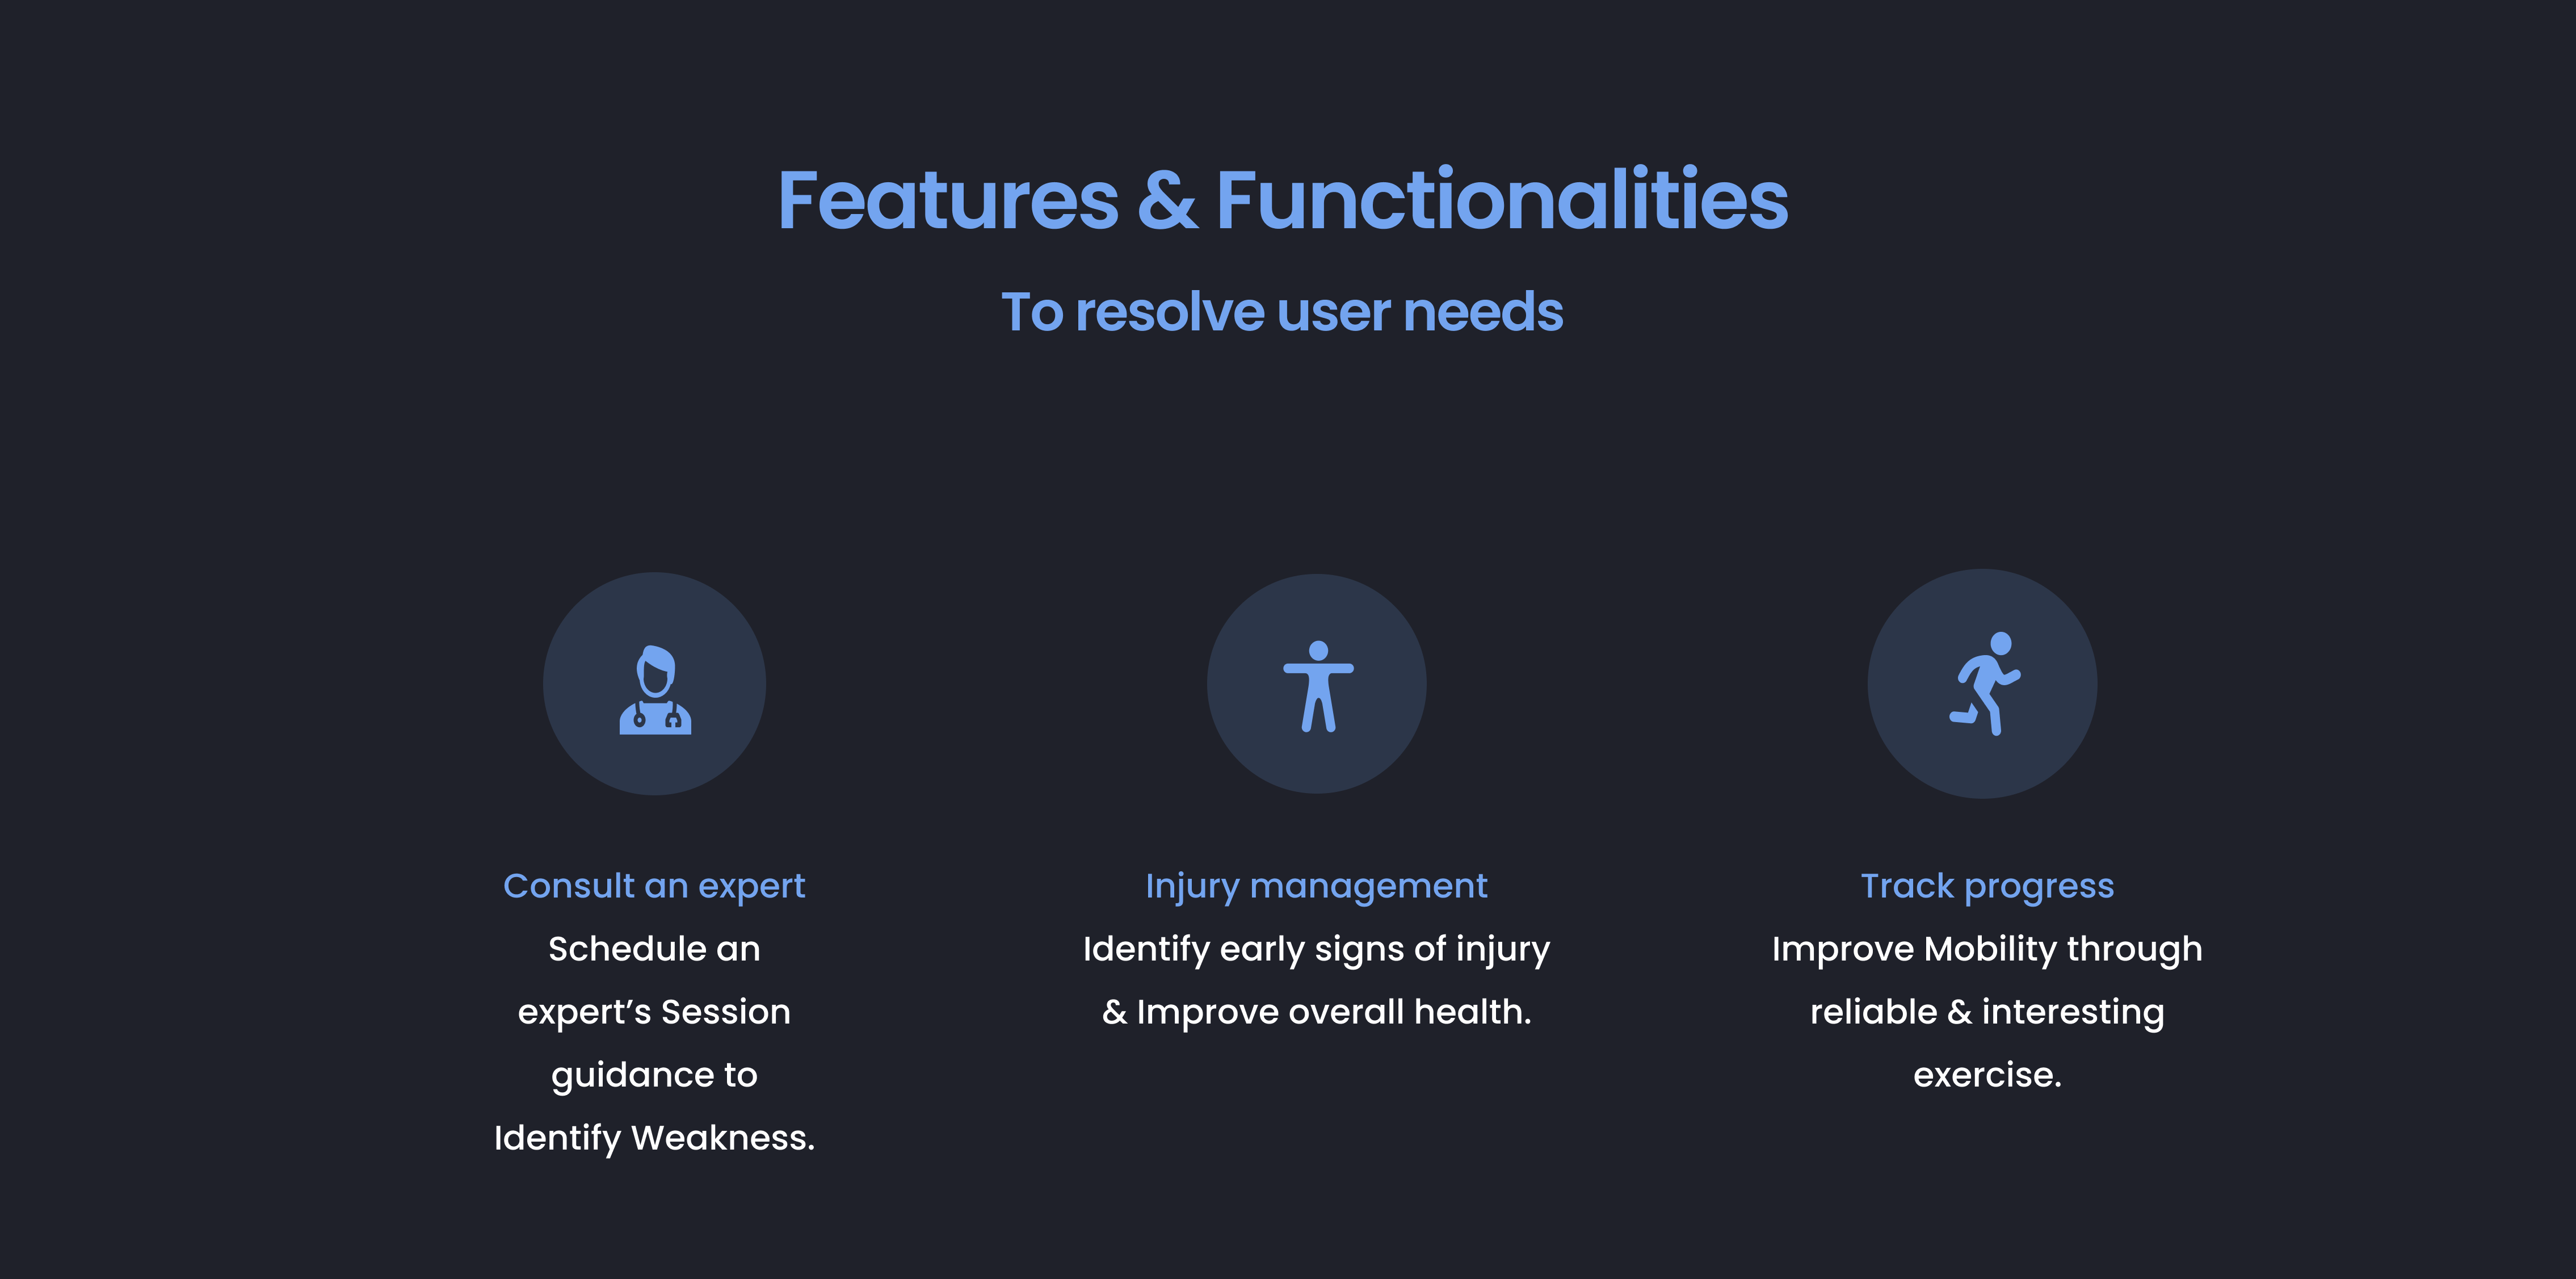 Features & Functionalities
To resolve user needs
Consult an expert
Schedule an
expert’s Session
guidance to
Identify Weakness.
Injury management
Identify early signs of injury
& Improve overall health.
Track progress
Improve Mobility through
reliable & interesting
exercise.